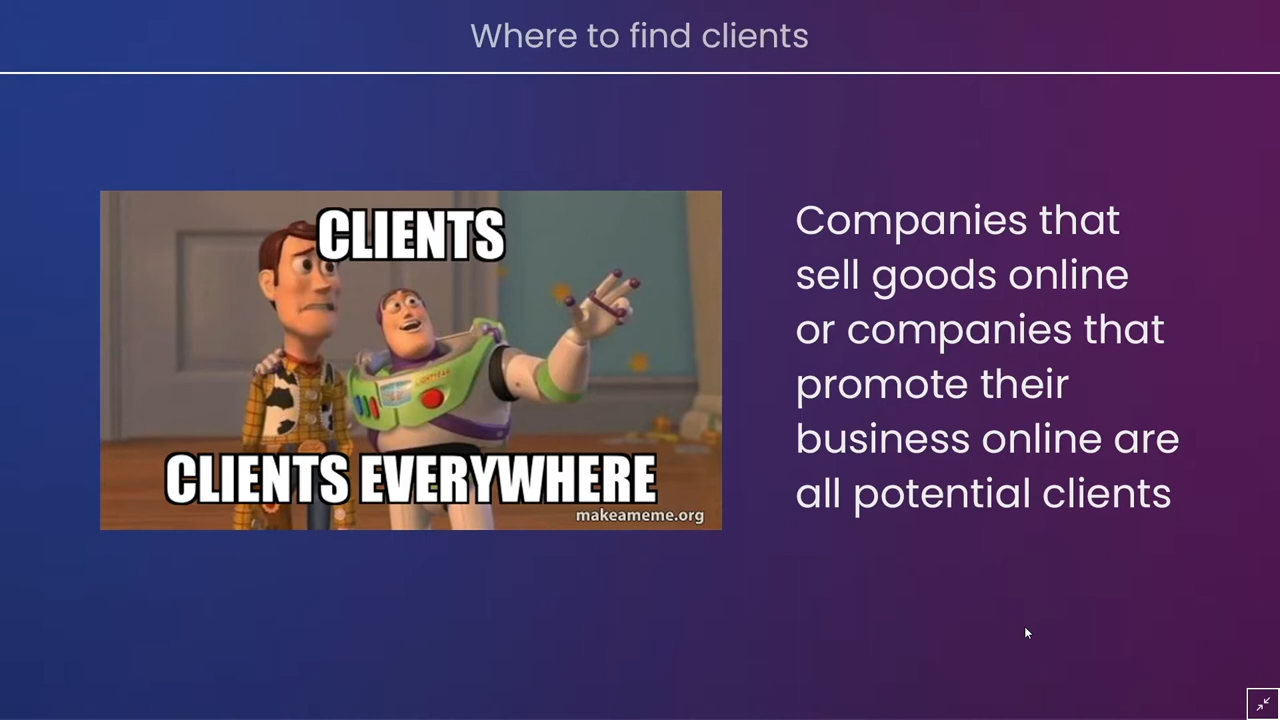 Where to find clients
CLIENTS
CLIENTS EVERYWHERE
makeameme.org
Companies that
sell goods online
or companies that
promote their
business online are
all potential clients